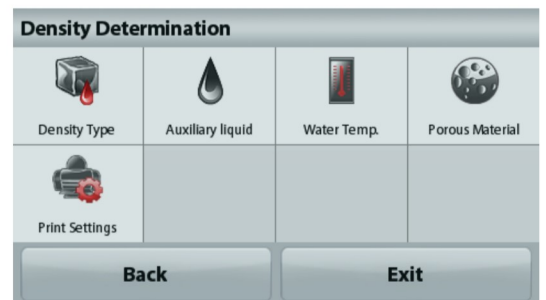 Density Determination
Density Type
Auxiliary liquid
Water Temp.
Porous Material
Print Settings
Back
Exit